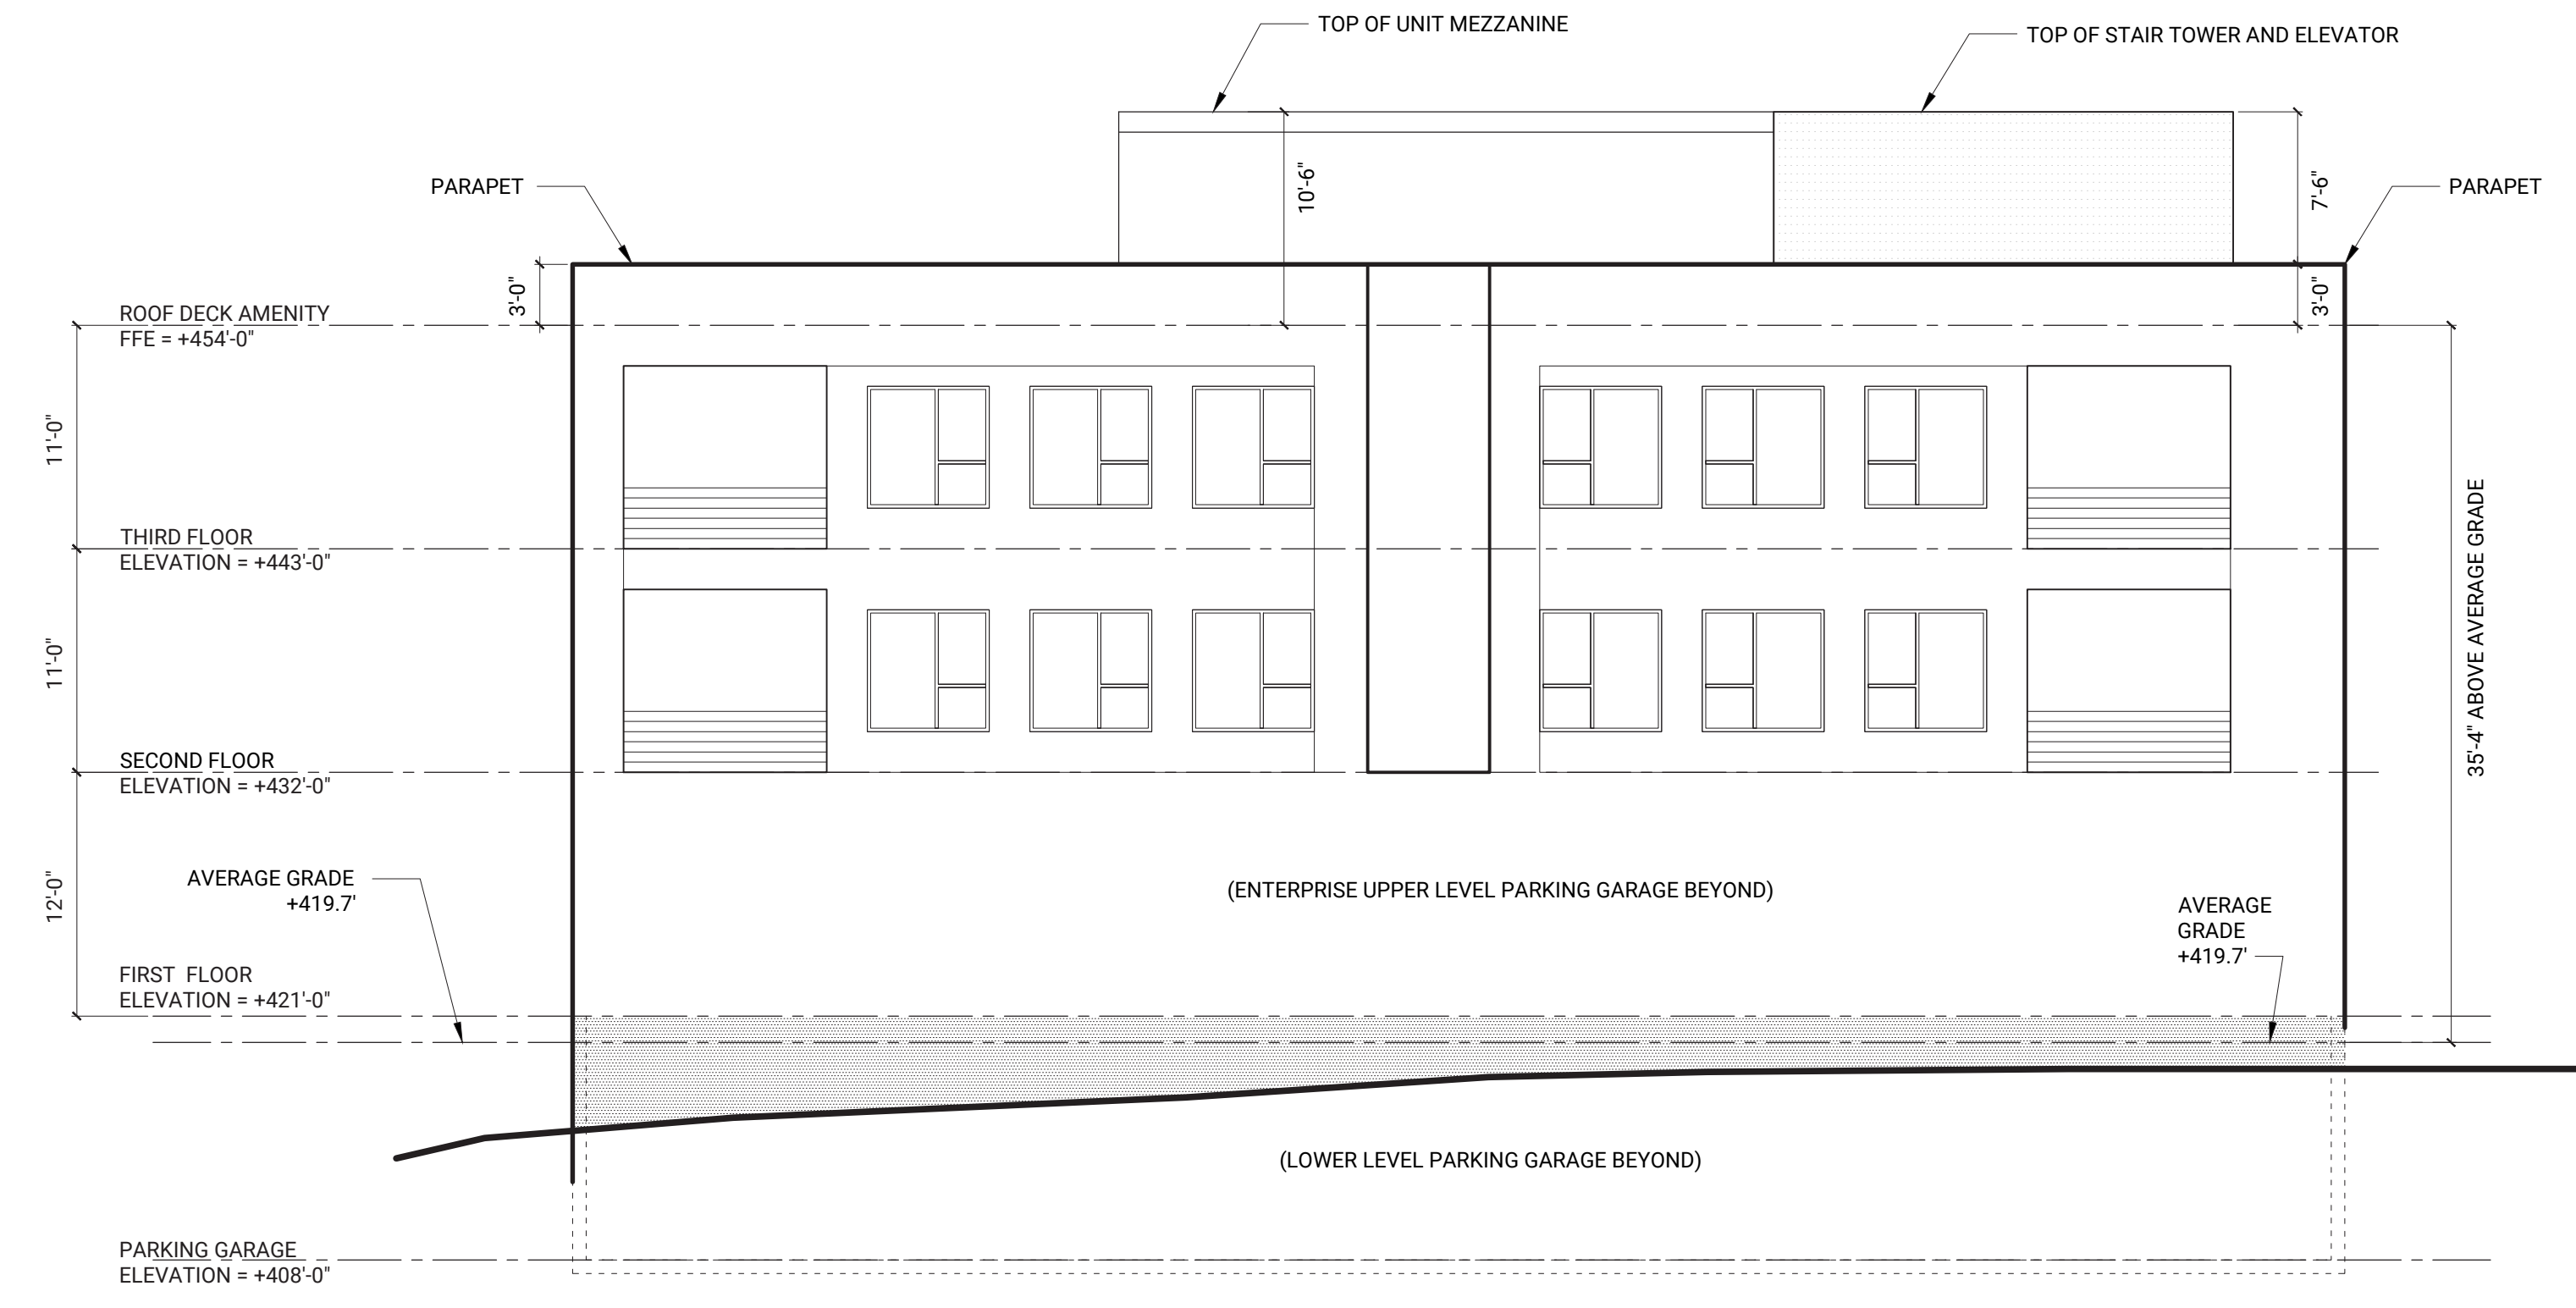 TOP OF UNIT MEZZANINE
TOP OF STAIR TOWER AND ELEVATOR
PARAPET
10'-6"
7'-6"
PARAPET
3'-0"
3'-0"
ROOF DECK AMENITY
FFE = +454'-0"
11'-0"
THIRD FLOOR
ELEVATION = +443'-0"
11'-0"
35'-4" ABOVE AVERAGE GRADE
SECOND FLOOR
ELEVATION = +432'-0"
12'-0"
AVERAGE GRADE
+419.7'
(ENTERPRISE UPPER LEVEL PARKING GARAGE BEYOND)
AVERAGE
GRADE
+419.7'
FIRST FLOOR
ELEVATION = +421'-0"
(LOWER LEVEL PARKING GARAGE BEYOND)
PARKING GARAGE
ELEVATION = +408'-0"